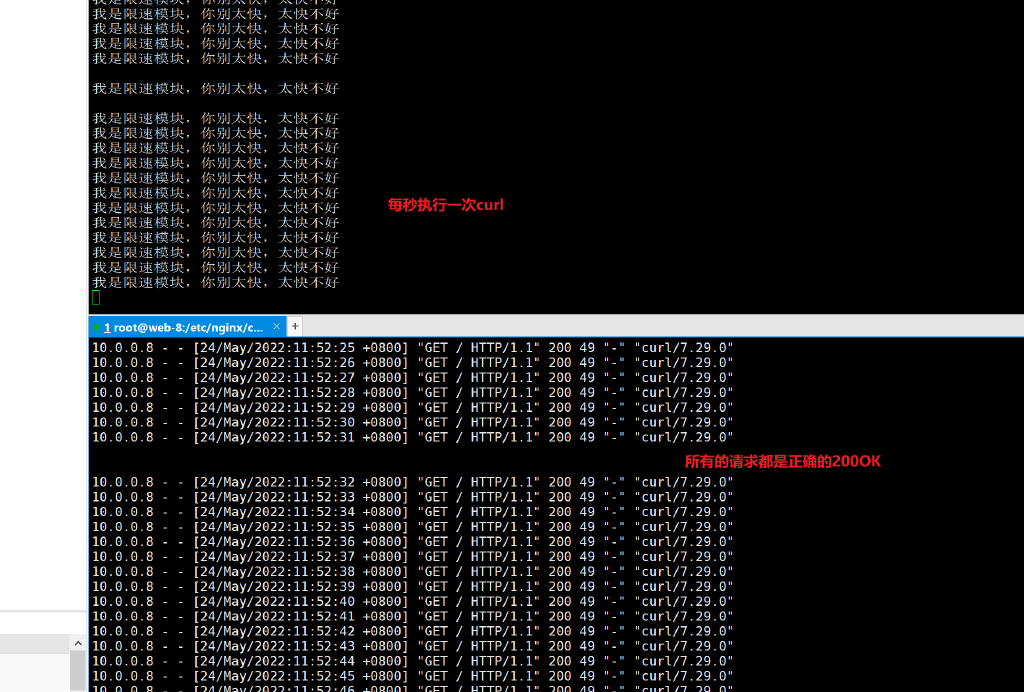 我是限速模块，你别太快，太快不好
我是限速模块，你别太快，太快不好
我是限速模块，你别太快，太快不好
我是限速模块，你别太快，太快不好
我是限速模块，你别太快，太快不好
我是限速模块，你别太快，太快不好
我是限速模块，你别太快，太快不好
我是限速模块，你别太快，太快不好
我是限速模块，你别太快，太快不好
我是限速模块，你别太快，太快不好
我是限速模块，你别太快，太快不好
我是限速模块，你别太快，太快不好
我是限速模块，你别太快，太快不好
每秒执行一次curl
我是限速模块，你别太快，太快不好
我是限速模块，你别太快，太快不好
我是限速模块，你别太快，太快不好
我是限速模块，你别太快，太快不好
我是限速模块，你别太快，太快不好
我是限速模块，你别太快，太快不好
1 root@web-8:/etc/nginx/c... × +
10.0.0.8 - - [24/May/2022:11:52:25 +0800] "GET / HTTP/1.1" 200 49 "-" "curl/7.29.0"
10.0.0.8 - - [24/May/2022:11:52:26 +0800] "GET / HTTP/1.1" 200 49 "-" "curl/7.29.0"
10.0.0.8 - - [24/May/2022:11:52:27 +0800] "GET / HTTP/1.1" 200 49 "-" "curl/7.29.0"
10.0.0.8 - - [24/May/2022:11:52:28 +0800] "GET / HTTP/1.1" 200 49 "-" "curl/7.29.0"
10.0.0.8 - - [24/May/2022:11:52:29 +0800] "GET / HTTP/1.1" 200 49 "-" "curl/7.29.0"
10.0.0.8 - - [24/May/2022:11:52:30 +0800] "GET / HTTP/1.1" 200 49 "-" "curl/7.29.0"
10.0.0.8 - - [24/May/2022:11:52:31 +0800] "GET / HTTP/1.1" 200 49 "-" "curl/7.29.0"
所有的请求都是正确的200OK
10.0.0.8 - - [24/May/2022:11:52:32 +0800] "GET / HTTP/1.1" 200 49 "-" "curl/7.29.0"
10.0.0.8 - - [24/May/2022:11:52:33 +0800] "GET / HTTP/1.1" 200 49 "-" "curl/7.29.0"
10.0.0.8 - - [24/May/2022:11:52:34 +0800] "GET / HTTP/1.1" 200 49 "-" "curl/7.29.0"
10.0.0.8 - - [24/May/2022:11:52:35 +0800] "GET / HTTP/1.1" 200 49 "-" "curl/7.29.0"
10.0.0.8 - - [24/May/2022:11:52:36 +0800] "GET / HTTP/1.1" 200 49 "-" "curl/7.29.0"
10.0.0.8 - - [24/May/2022:11:52:37 +0800] "GET / HTTP/1.1" 200 49 "-" "curl/7.29.0"
10.0.0.8 - - [24/May/2022:11:52:38 +0800] "GET / HTTP/1.1" 200 49 "-" "curl/7.29.0"
10.0.0.8 - - [24/May/2022:11:52:39 +0800] "GET / HTTP/1.1" 200 49 "-" "curl/7.29.0"
10.0.0.8 - - [24/May/2022:11:52:40 +0800] "GET / HTTP/1.1" 200 49 "-" "curl/7.29.0"
10.0.0.8 - - [24/May/2022:11:52:41 +0800] "GET / HTTP/1.1" 200 49 "-" "curl/7.29.0"
10.0.0.8 - - [24/May/2022:11:52:42 +0800] "GET / HTTP/1.1" 200 49 "-" "curl/7.29.0"
10.0.0.8 - - [24/May/2022:11:52:43 +0800] "GET / HTTP/1.1" 200 49 "-" "curl/7.29.0"
10.0.0.8 - - [24/May/2022:11:52:44 +0800] "GET / HTTP/1.1" 200 49 "-" "curl/7.29.0"
10.0.0.8 - - [24/May/2022:11:52:45 +0800] "GET / HTTP/1.1" 200 49 "-" "curl/7.29.0"
10.0.0.8 - - [24/May/2022:11:52:46 +0800] "GET / HTTP/1.1" 200 49 "-" "curl/7.29.0"